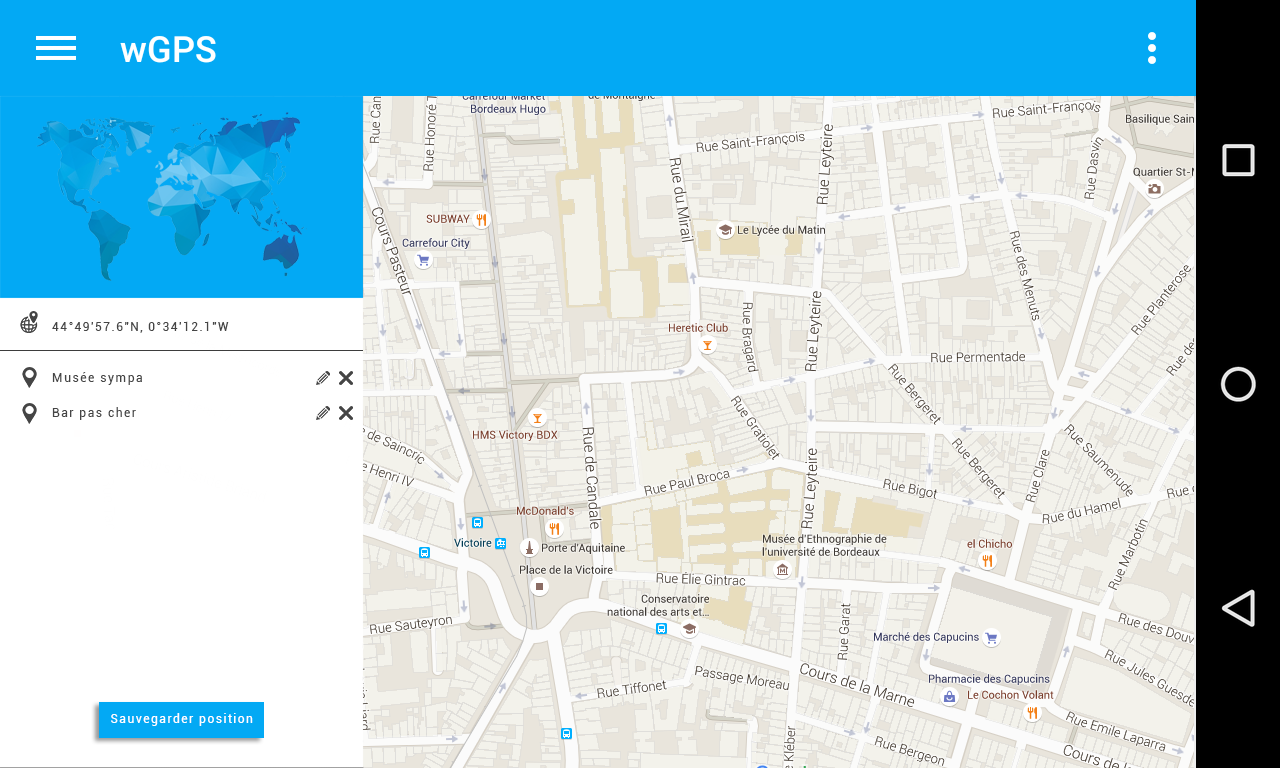 wGPS
44°49'57.6"N, 0°34'12.1"W
Musée sympa
Bar pas cher
Sauvegarder position
Carrefour Market
Bordeaux Hugo
de Montaigne
Rue Honoré
Rue Saint-François
Rue Saint-François
Basilique Sain
Rue Leyteire
Rue du Mirail
Rue Dasvin
Quartier St-M
SUBWAY
Carrefour City
Cours Pasteur
Le Lycée du Matin
Rue des Menuts
Rue Planterose
Heretic Club
Rue Bragard
Rue Leyteire
Rue Permentade
Rue des
Rue Bergeret
HMS Victory BDX
Rue de Candale
Rue Gratiolet
Rue Bergeret
Rue Saumenude
de Saincric
Henri IV
Rue Paul Broca
Rue Leyteire
Rue Bigot
Rue Clare
Rue du Hamel
Rue
McDonald's
Victoire
Porte d'Aquitaine
Musée d'Ethnographie de
l'université de Bordeaux
el Chicho
Rue Marbotin
Place de la Victoire
Rue Élie Gintrac
Conservatoire
national des arts et...
Rue Sauteyron
Rue Garat
Marché des Capucins
Rue des Douv
Passage Moreau
Cours de la Marne
Pharmacie des Capucins
Le Cochon Volant
Rue Jules Guesde
Rue Tiffonet
Rue Kléber
Rue Bergeon
Rue Emile Laparra
Cours de